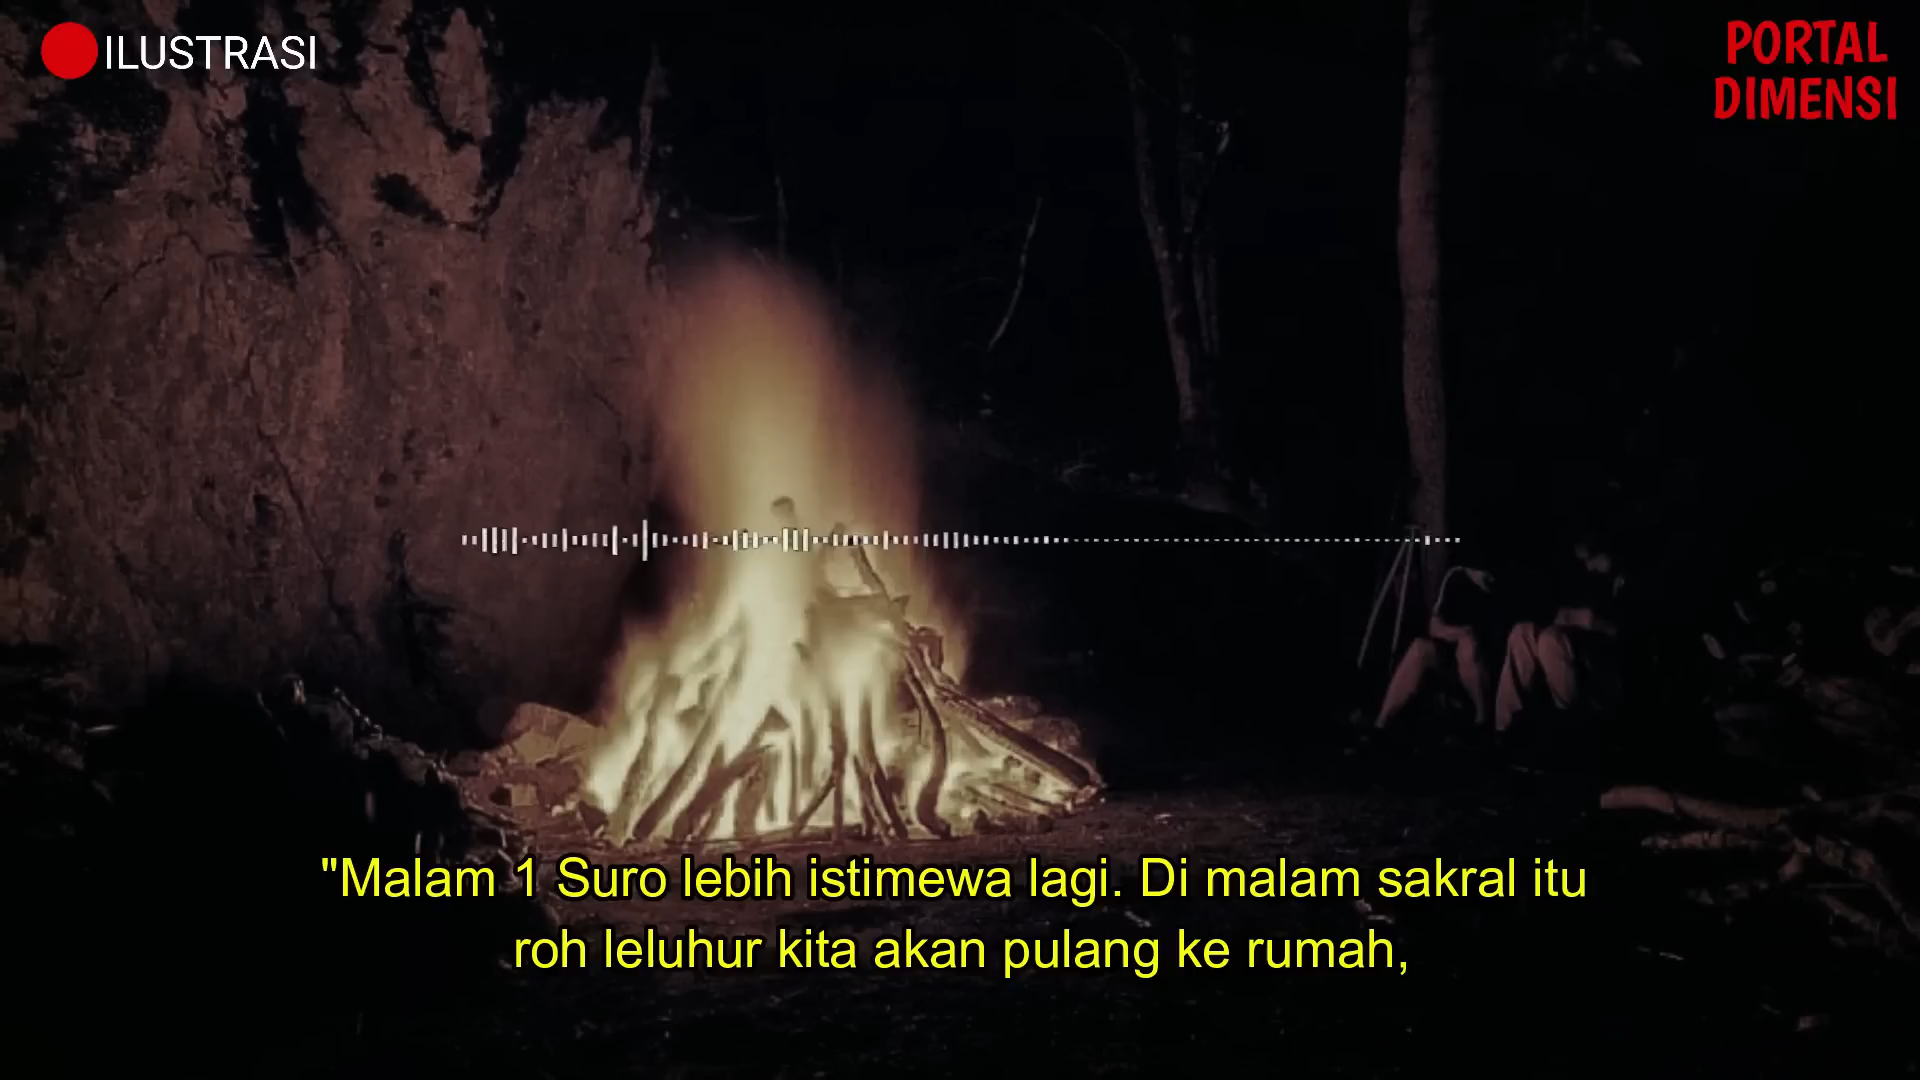 ILUSTRASI
PORTAL
DIMENSI
"Malam 1 Suro lebih istimewa lagi. Di malam sakral itu
roh leluhur kita akan pulang ke rumah,